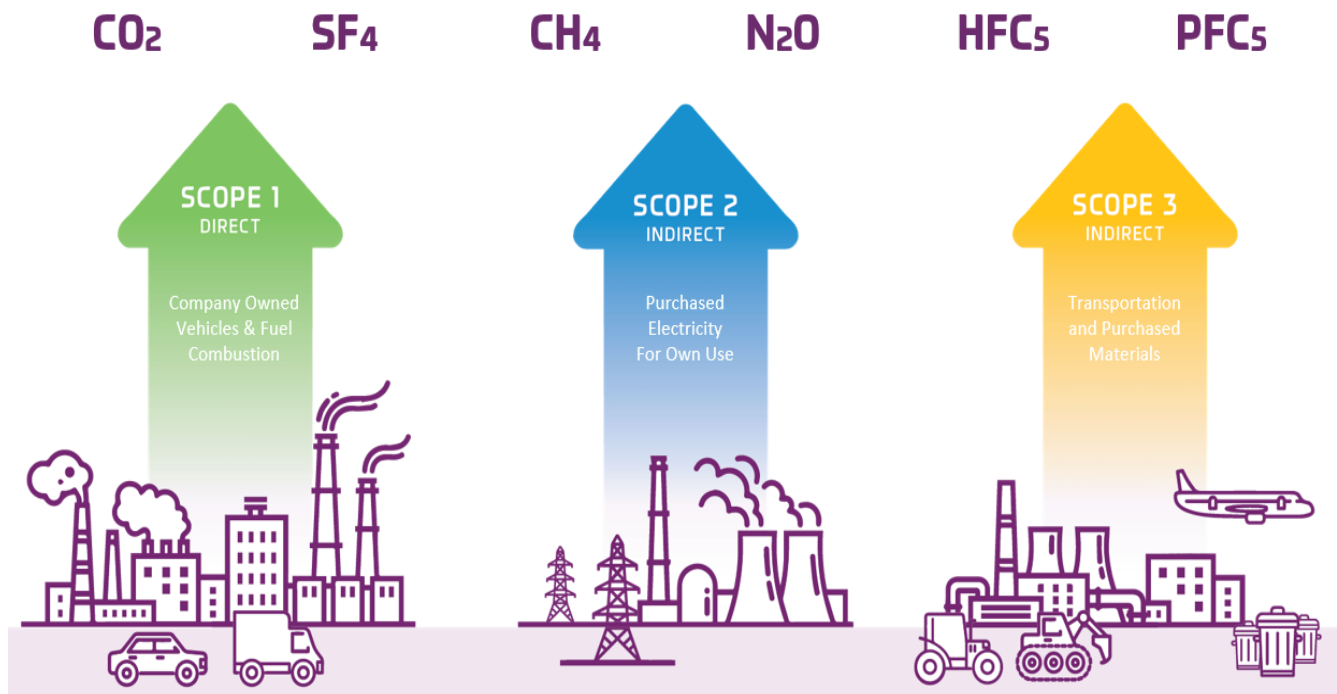 CO₂ SF₄ CH₄ N₂O HFC₅ PFC₅
SCOPE 1
DIRECT
Company Owned
Vehicles & Fuel
Combustion
SCOPE 2
INDIRECT
Purchased
Electricity
For Own Use
SCOPE 3
INDIRECT
Transportation
and Purchased
Materials